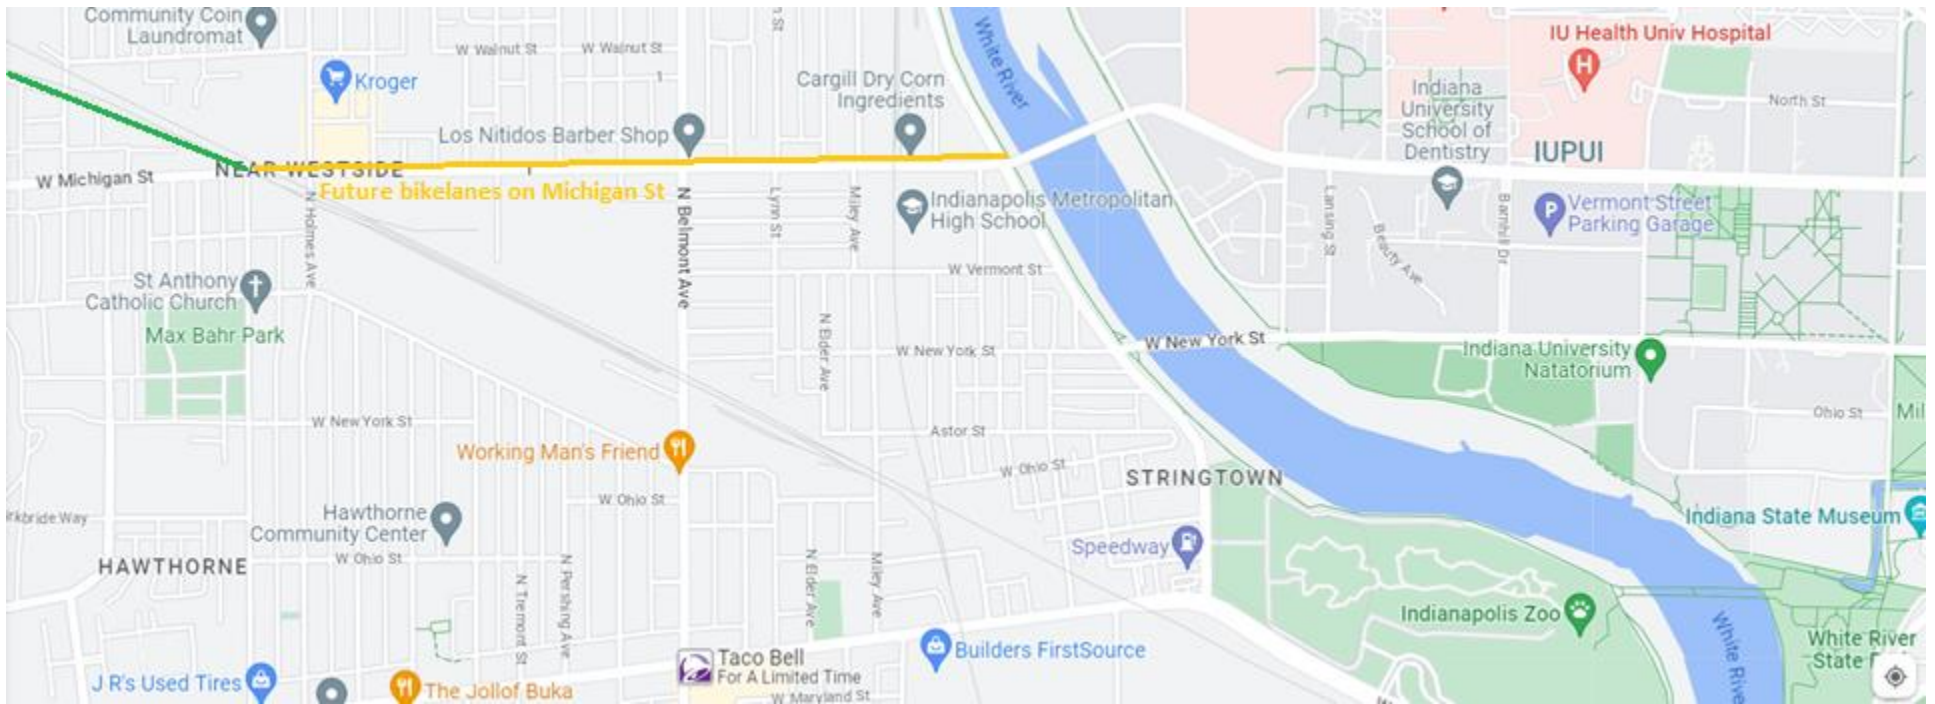 Community Coin
Laundromat
W Walnut St
W Walnut St
n St
White River
IU Health Univ Hospital
H
Kroger
1
Cargill Dry Corn
Ingredients
Indiana
University
School of
Dentistry
North St
Los Nitidos Barber Shop
IUPUI
W Michigan St
NEAR WESTSIDE
Future bikelanes on Michigan St
N Holmes Ave
N Belmont Ave
Lynn St
Miley Ave
Indianapolis Metropolitan
High School
Lansing St
Beauty Ave
Barnhill Dr
P
Vermont Street
Parking Garage
St Anthony
Catholic Church
W Vermont St
Max Bahr Park
N Elder Ave
W New York St
W New York St
Indiana University
Natatorium
W New York St
Astor St
Ohio St
Mil
Working Man's Friend
W Ohio St
STRINGTOWN
W Ohio St
Hawthorne
Community Center
rkbride Way
Indiana State Museum
Speedway
HAWTHORNE
W Ohio St
N Tremont St
N Pershing Ave
N Elder Ave
Miley Ave
Indianapolis Zoo
White River
White River
State
Builders FirstSource
Taco Bell
For A Limited Time
J R's Used Tires
The Jollof Buka
W Maryland St